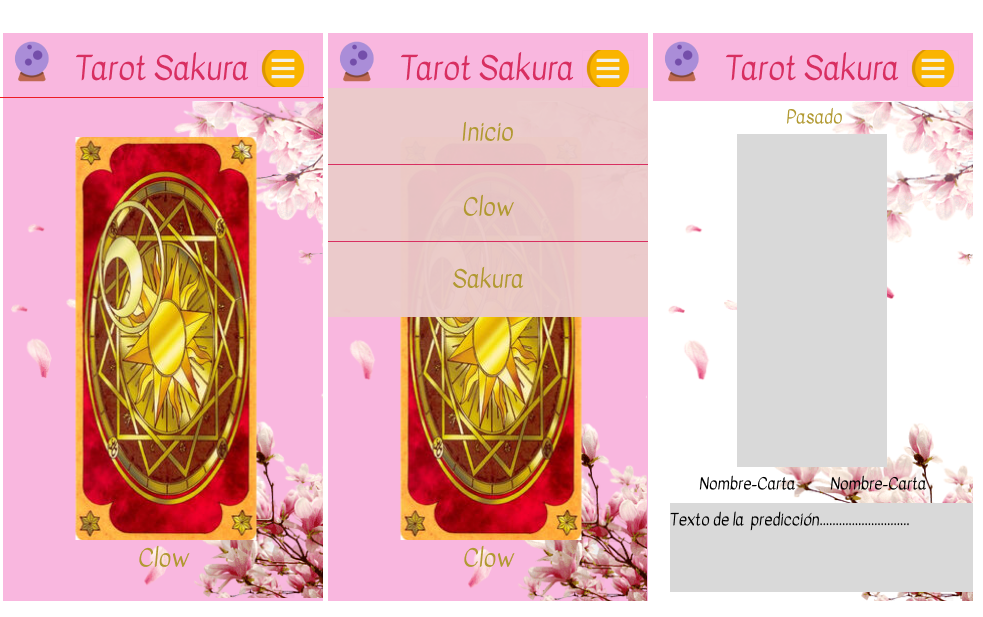 Tarot Sakura
Clow
Tarot Sakura
Inicio
Clow
Sakura
Clow
Tarot Sakura
Pasado
Nombre-Carta Nombre-Carta
Texto de la predicción............................